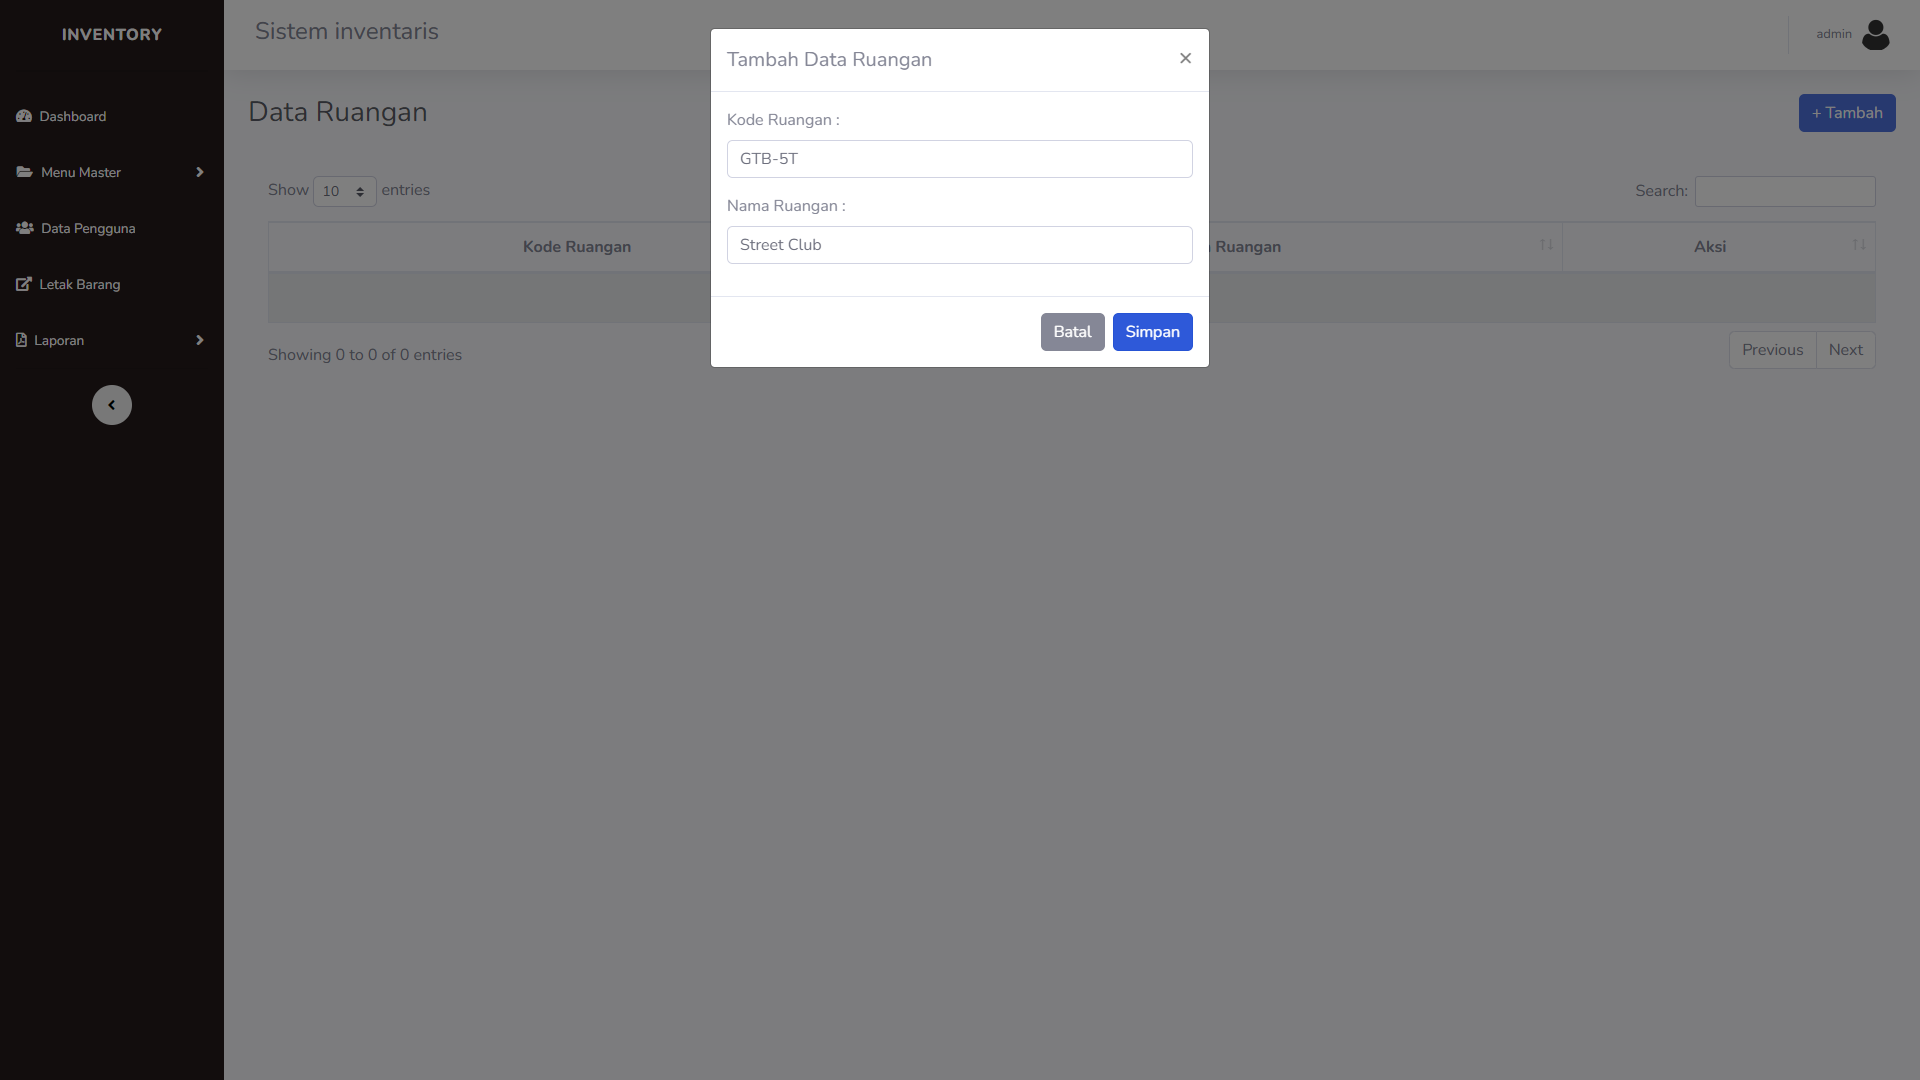 INVENTORY
Dashboard
Menu Master
Data Pengguna
Letak Barang
Laporan
Sistem inventaris
admin
Data Ruangan
+ Tambah
Show 10 entries
Search:
Kode Ruangan
Ruangan
Aksi
Showing 0 to 0 of 0 entries
Previous
Next
Tambah Data Ruangan
×
Kode Ruangan :
GTB-5T
Nama Ruangan :
Street Club
Batal
Simpan